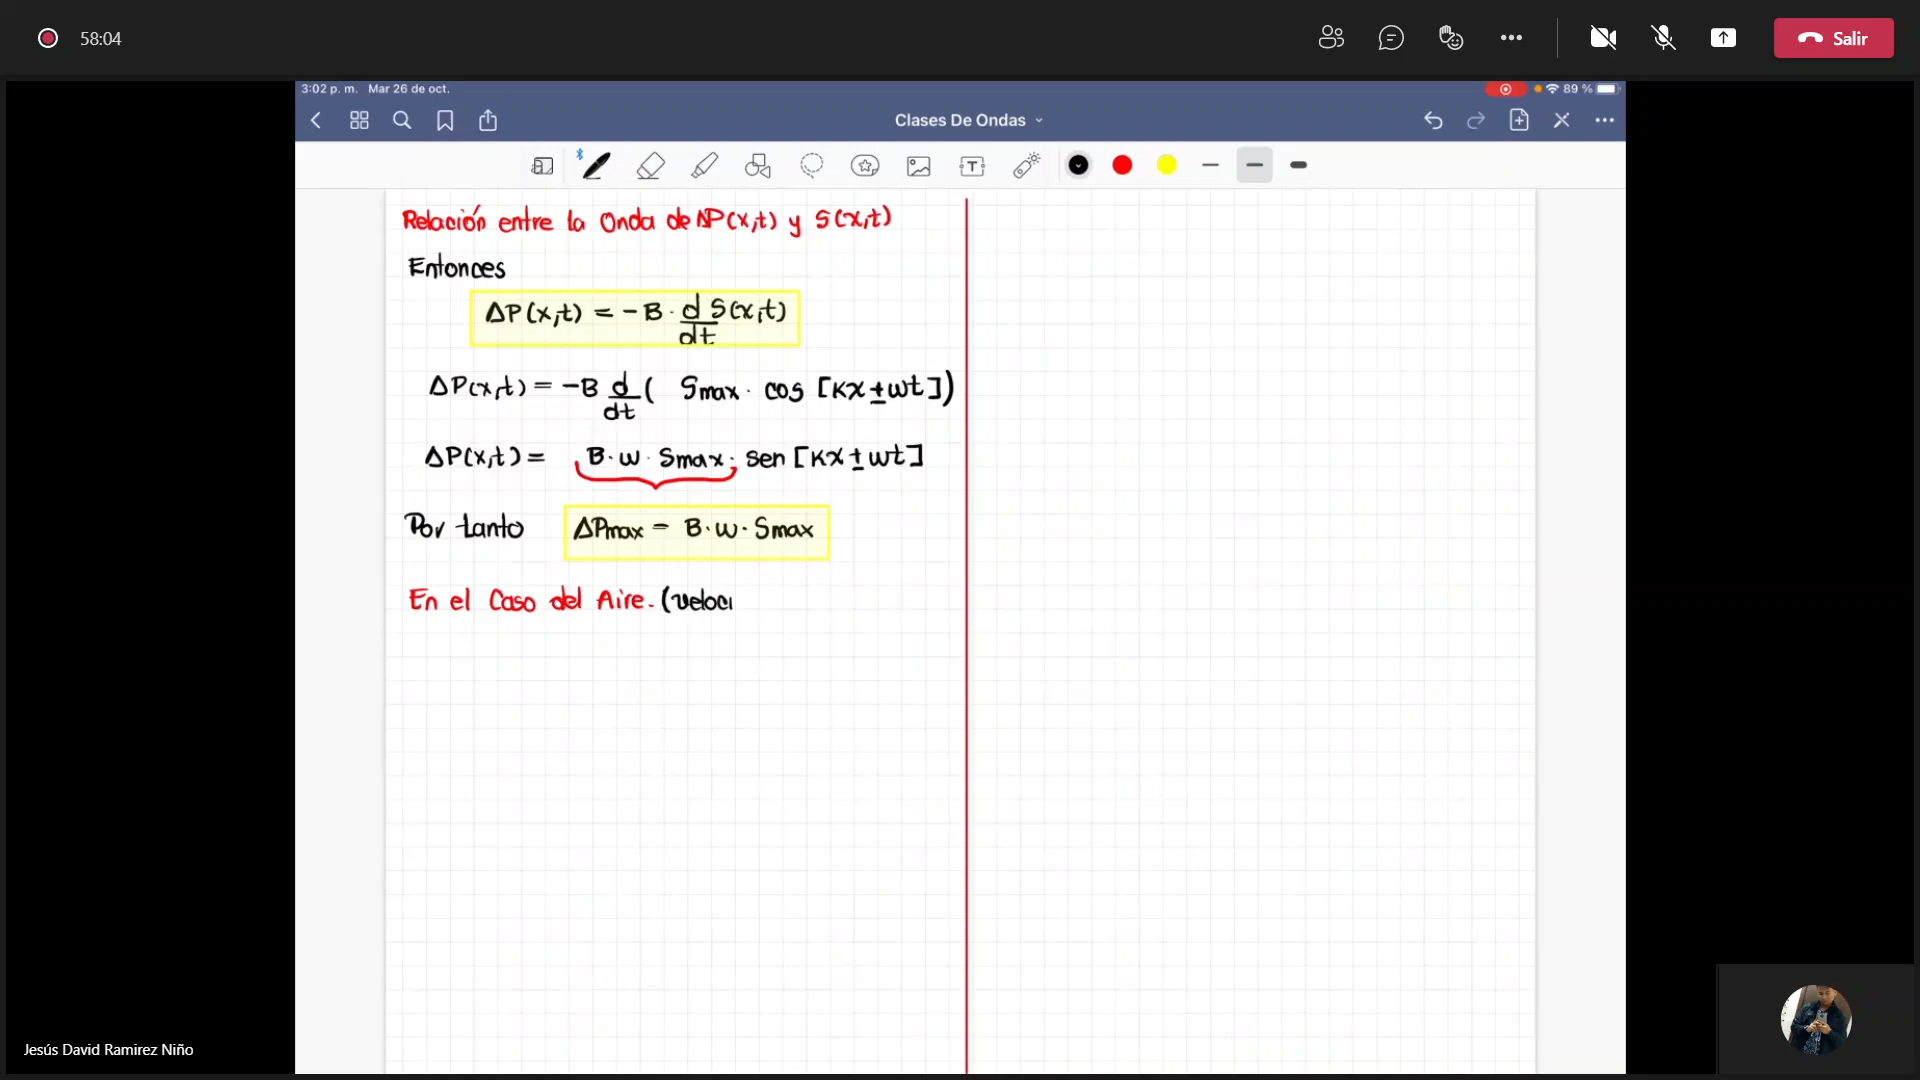 58:04
Salir
3:02 p. m. Mar 26 de oct.
89 %
Clases De Ondas
Relación entre la Onda de ΔP(x,t) y S(x,t)
Entonces
ΔP(x,t) = -B · d/dt S(x,t)
ΔP(x,t) = -B d/dt ( Smax · cos [Kx ± wt])
ΔP(x,t) = B · w · Smax · sen [Kx ± wt]
Por tanto ΔPmax = B · w · Smax
En el Caso del Aire. (veloci
Jesús David Ramirez Niño